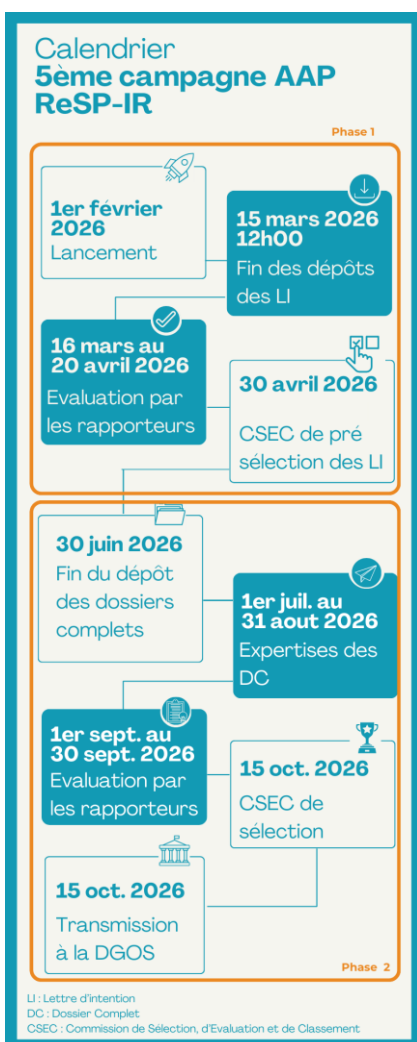 Calendrier
5ème campagne AAP
ReSP-IR
Phase 1
1er février
2026
Lancement
15 mars 2026
12h00
Fin des dépôts
des LI
16 mars au
20 avril 2026
Evaluation par
les rapporteurs
30 avril 2026
CSEC de pré
sélection des LI
30 juin 2026
Fin du dépôt
des dossiers
complets
1er juil. au
31 aout 2026
Expertises des
DC
1er sept. au
30 sept. 2026
Evaluation par
les rapporteurs
15 oct. 2026
CSEC de
sélection
15 oct. 2026
Transmission
à la DGOS
Phase 2
LI : Lettre d'intention
DC : Dossier Complet
CSEC : Commission de Sélection, d'Evaluation et de Classement